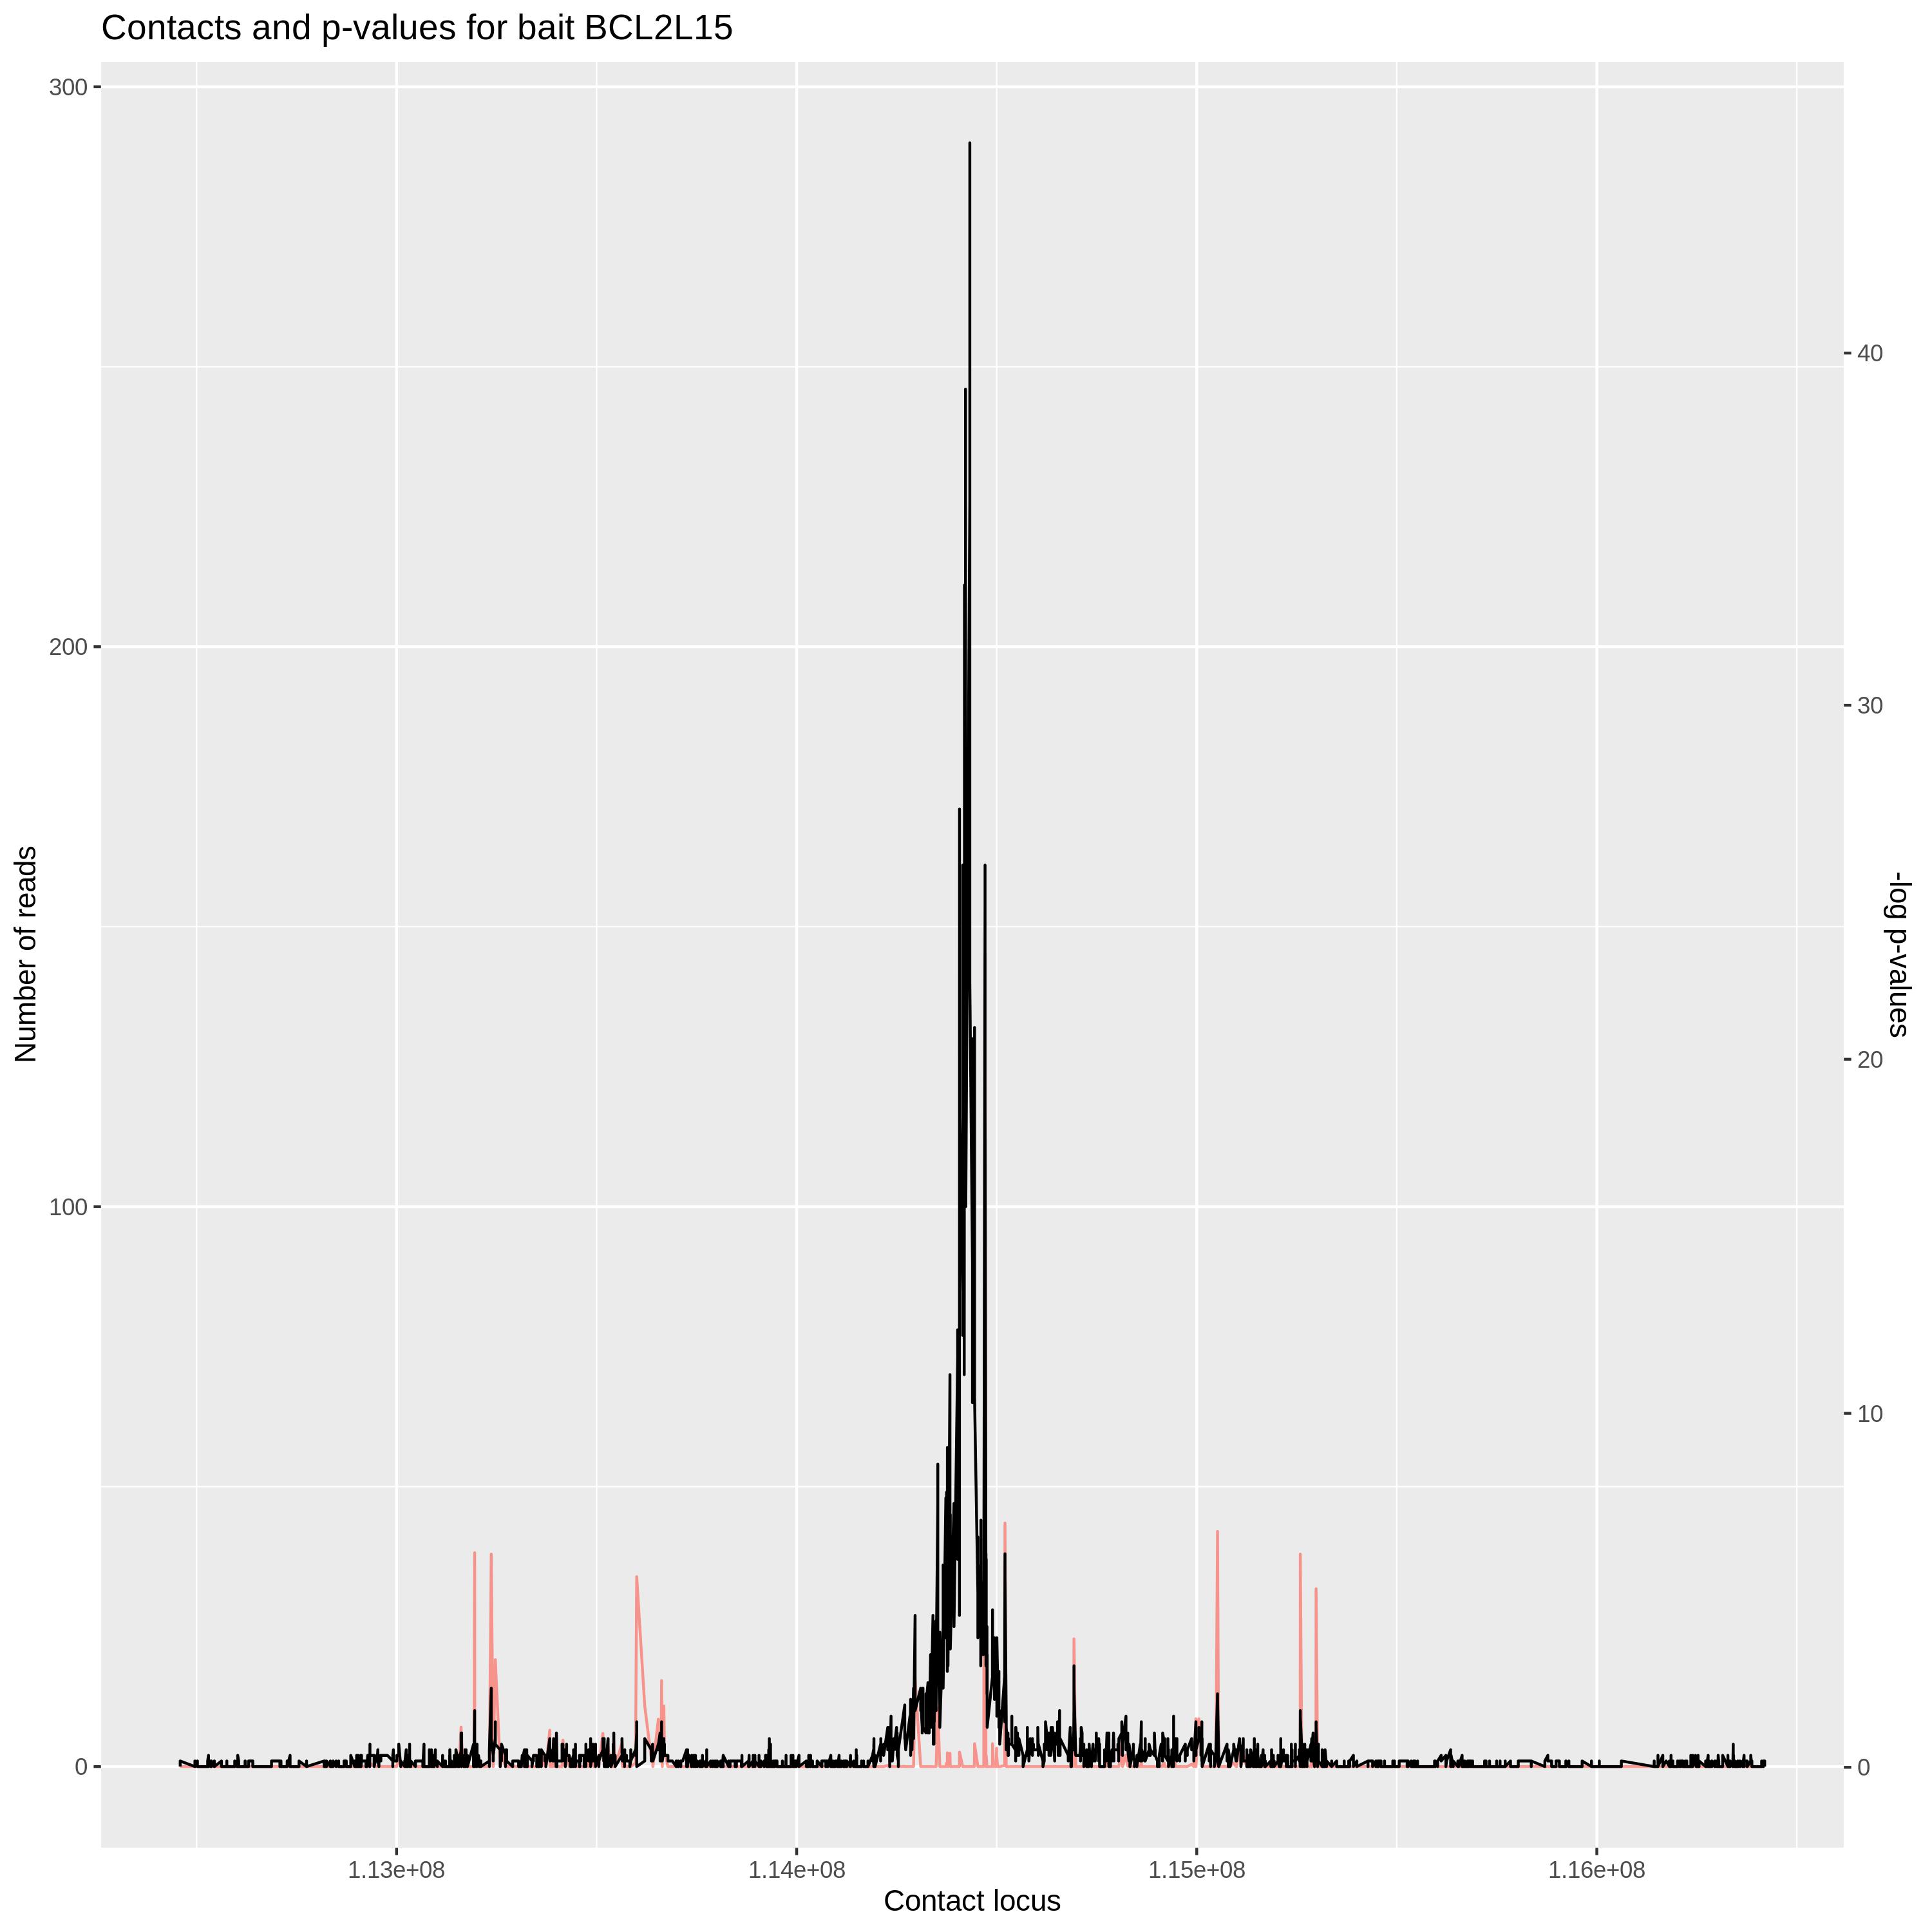 Contacts and p-values for bait BCL2L15
300
200
100
0
Number of reads
40
30
20
10
0
-log p-values
1.13e+08
1.14e+08
1.15e+08
1.16e+08
Contact locus